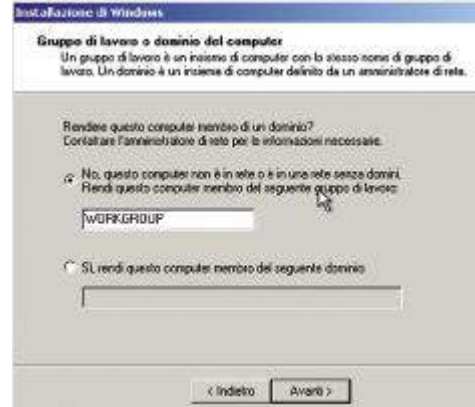 Installazione di Windows
Gruppo di lavoro o dominio del computer
Un gruppo di lavoro è un insieme di computer con lo stesso nome di gruppo di
lavoro. Un dominio è un insieme di computer definito da un amministratore di rete.
Rendere questo computer membro di un dominio?
Contattare l'amministratore di rete per le informazioni necessarie.
No, questo computer non è in rete o è in una rete senza domini.
Rendi questo computer membro del seguente gruppo di lavoro:
WORKGROUP
Sì, rendi questo computer membro del seguente dominio
< Indietro
Avanti >